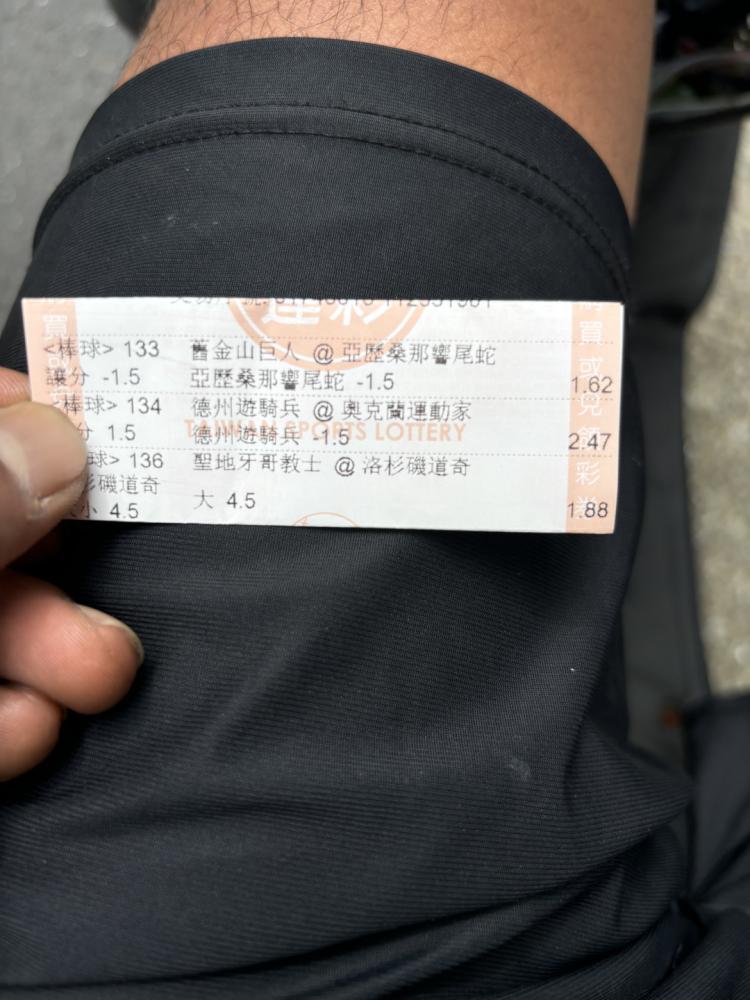 <棒球> 133 舊金山巨人 @ 亞歷桑那響尾蛇
讓分 -1.5 亞歷桑那響尾蛇 -1.5 1.62
<棒球> 134 德州遊騎兵 @ 奧克蘭運動家
分 1.5 德州遊騎兵 -1.5 2.47
TAIWAN SPORTS LOTTERY
球> 136 聖地牙哥教士 @ 洛杉磯道奇
杉磯道奇
小 4.5 大 4.5 1.88
運彩
買
買 或 兌 領 彩